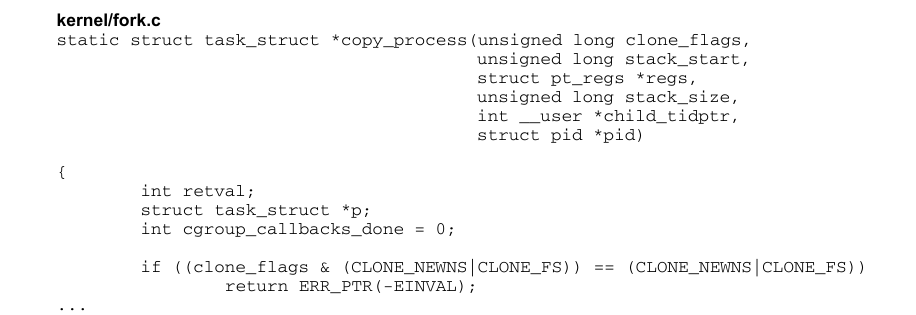 kernel/fork.c
static struct task_struct *copy_process(unsigned long clone_flags,
unsigned long stack_start,
struct pt_regs *regs,
unsigned long stack_size,
int __user *child_tidptr,
struct pid *pid)
{
int retval;
struct task_struct *p;
int cgroup_callbacks_done = 0;
if ((clone_flags & (CLONE_NEWNS|CLONE_FS)) == (CLONE_NEWNS|CLONE_FS))
return ERR_PTR(-EINVAL);
...